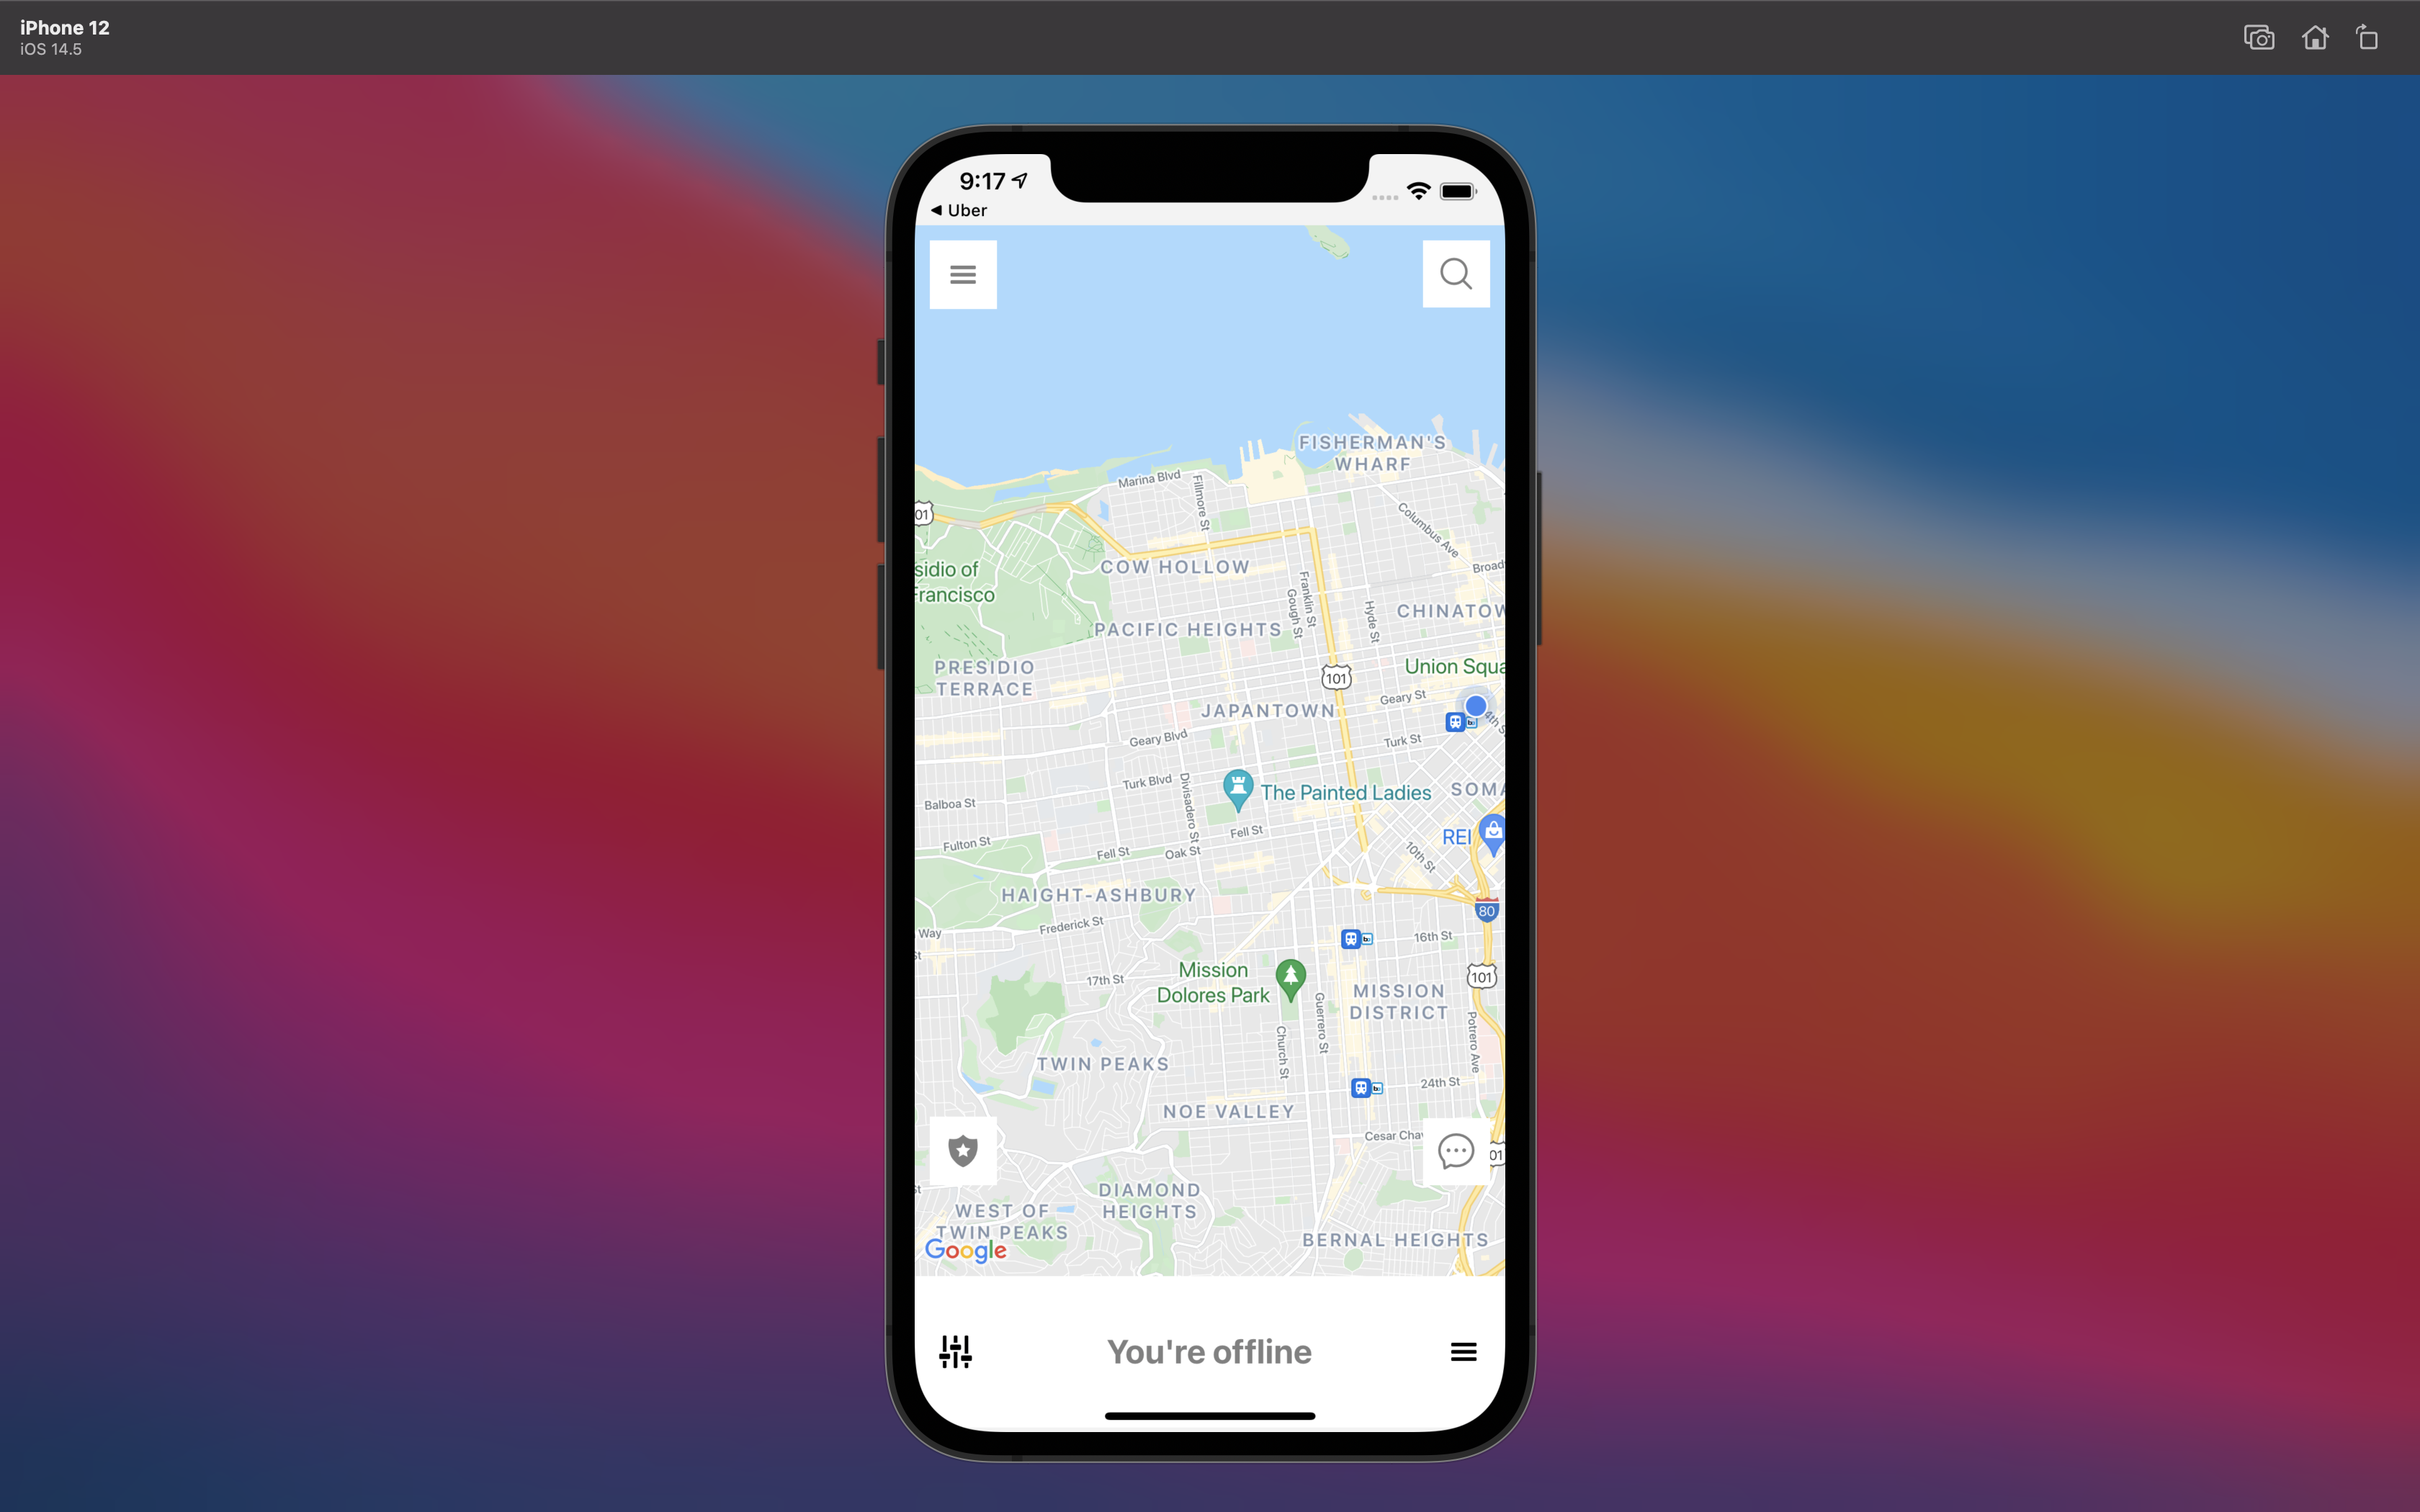 iPhone 12
iOS 14.5
9:17
Uber
FISHERMAN'S
WHARF
Marina Blvd
Fillmore St
Columbus Ave
01
sidio of
Francisco
COW HOLLOW
Broad
Franklin St
Gough St
Hyde St
CHINATOW
PACIFIC HEIGHTS
PRESIDIO
TERRACE
Union Squa
101
Geary St
JAPANTOWN
4th S
Geary Blvd
Turk St
Turk Blvd
Divisadero St
The Painted Ladies
SOMA
Balboa St
REI
Fell St
Fulton St
Fell St
Oak St
10th St
HAIGHT-ASHBURY
80
Frederick St
Way
16th St
St
Mission
Dolores Park
17th St
101
MISSION
DISTRICT
Guerrero St
Church St
Potrero Ave
TWIN PEAKS
24th St
NOE VALLEY
Cesar Chav
01
St
DIAMOND
HEIGHTS
WEST OF
TWIN PEAKS
BERNAL HEIGHTS
Google
You're offline